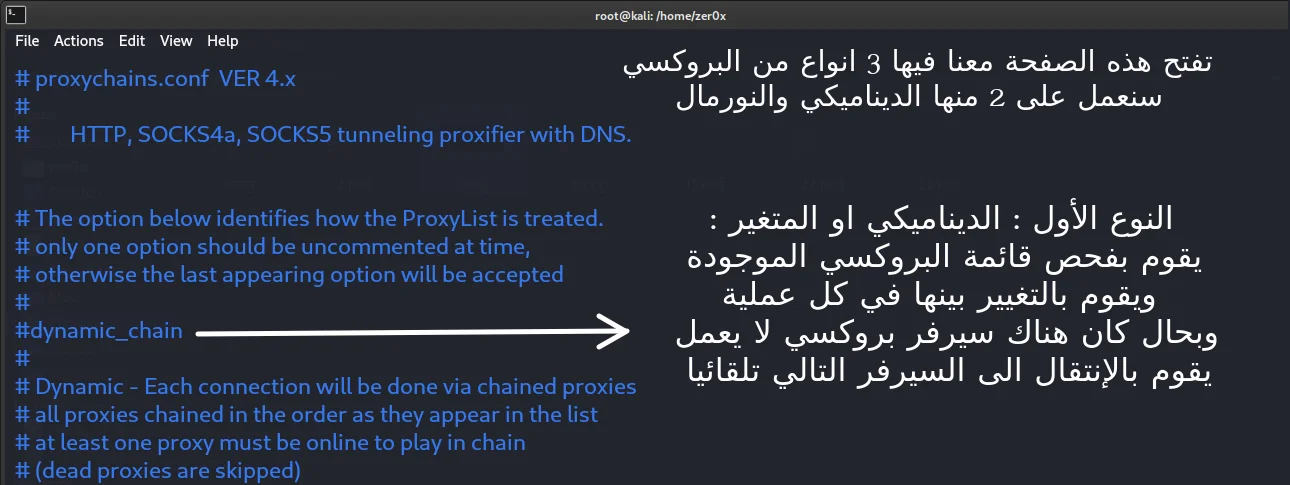 root@kali: /home/zer0x
File Actions Edit View Help
# proxychains.conf VER 4.x
#
# HTTP, SOCKS4a, SOCKS5 tunneling proxifier with DNS.
# The option below identifies how the ProxyList is treated.
# only one option should be uncommented at time,
# otherwise the last appearing option will be accepted
#
#dynamic_chain
#
# Dynamic - Each connection will be done via chained proxies
# all proxies chained in the order as they appear in the list
# at least one proxy must be online to play in chain
# (dead proxies are skipped)
تفتح هذه الصفحة معنا فيها 3 انواع من البروكسي
سنعمل على 2 منها الديناميكي والنورمال
النوع الأول : الديناميكي او المتغير :
يقوم بفحص قائمة البروكسي الموجودة
ويقوم بالتغيير بينها في كل عملية
وبحال كان هناك سيرفر بروكسي لا يعمل
يقوم بالإنتقال الى السيرفر التالي تلقائيا